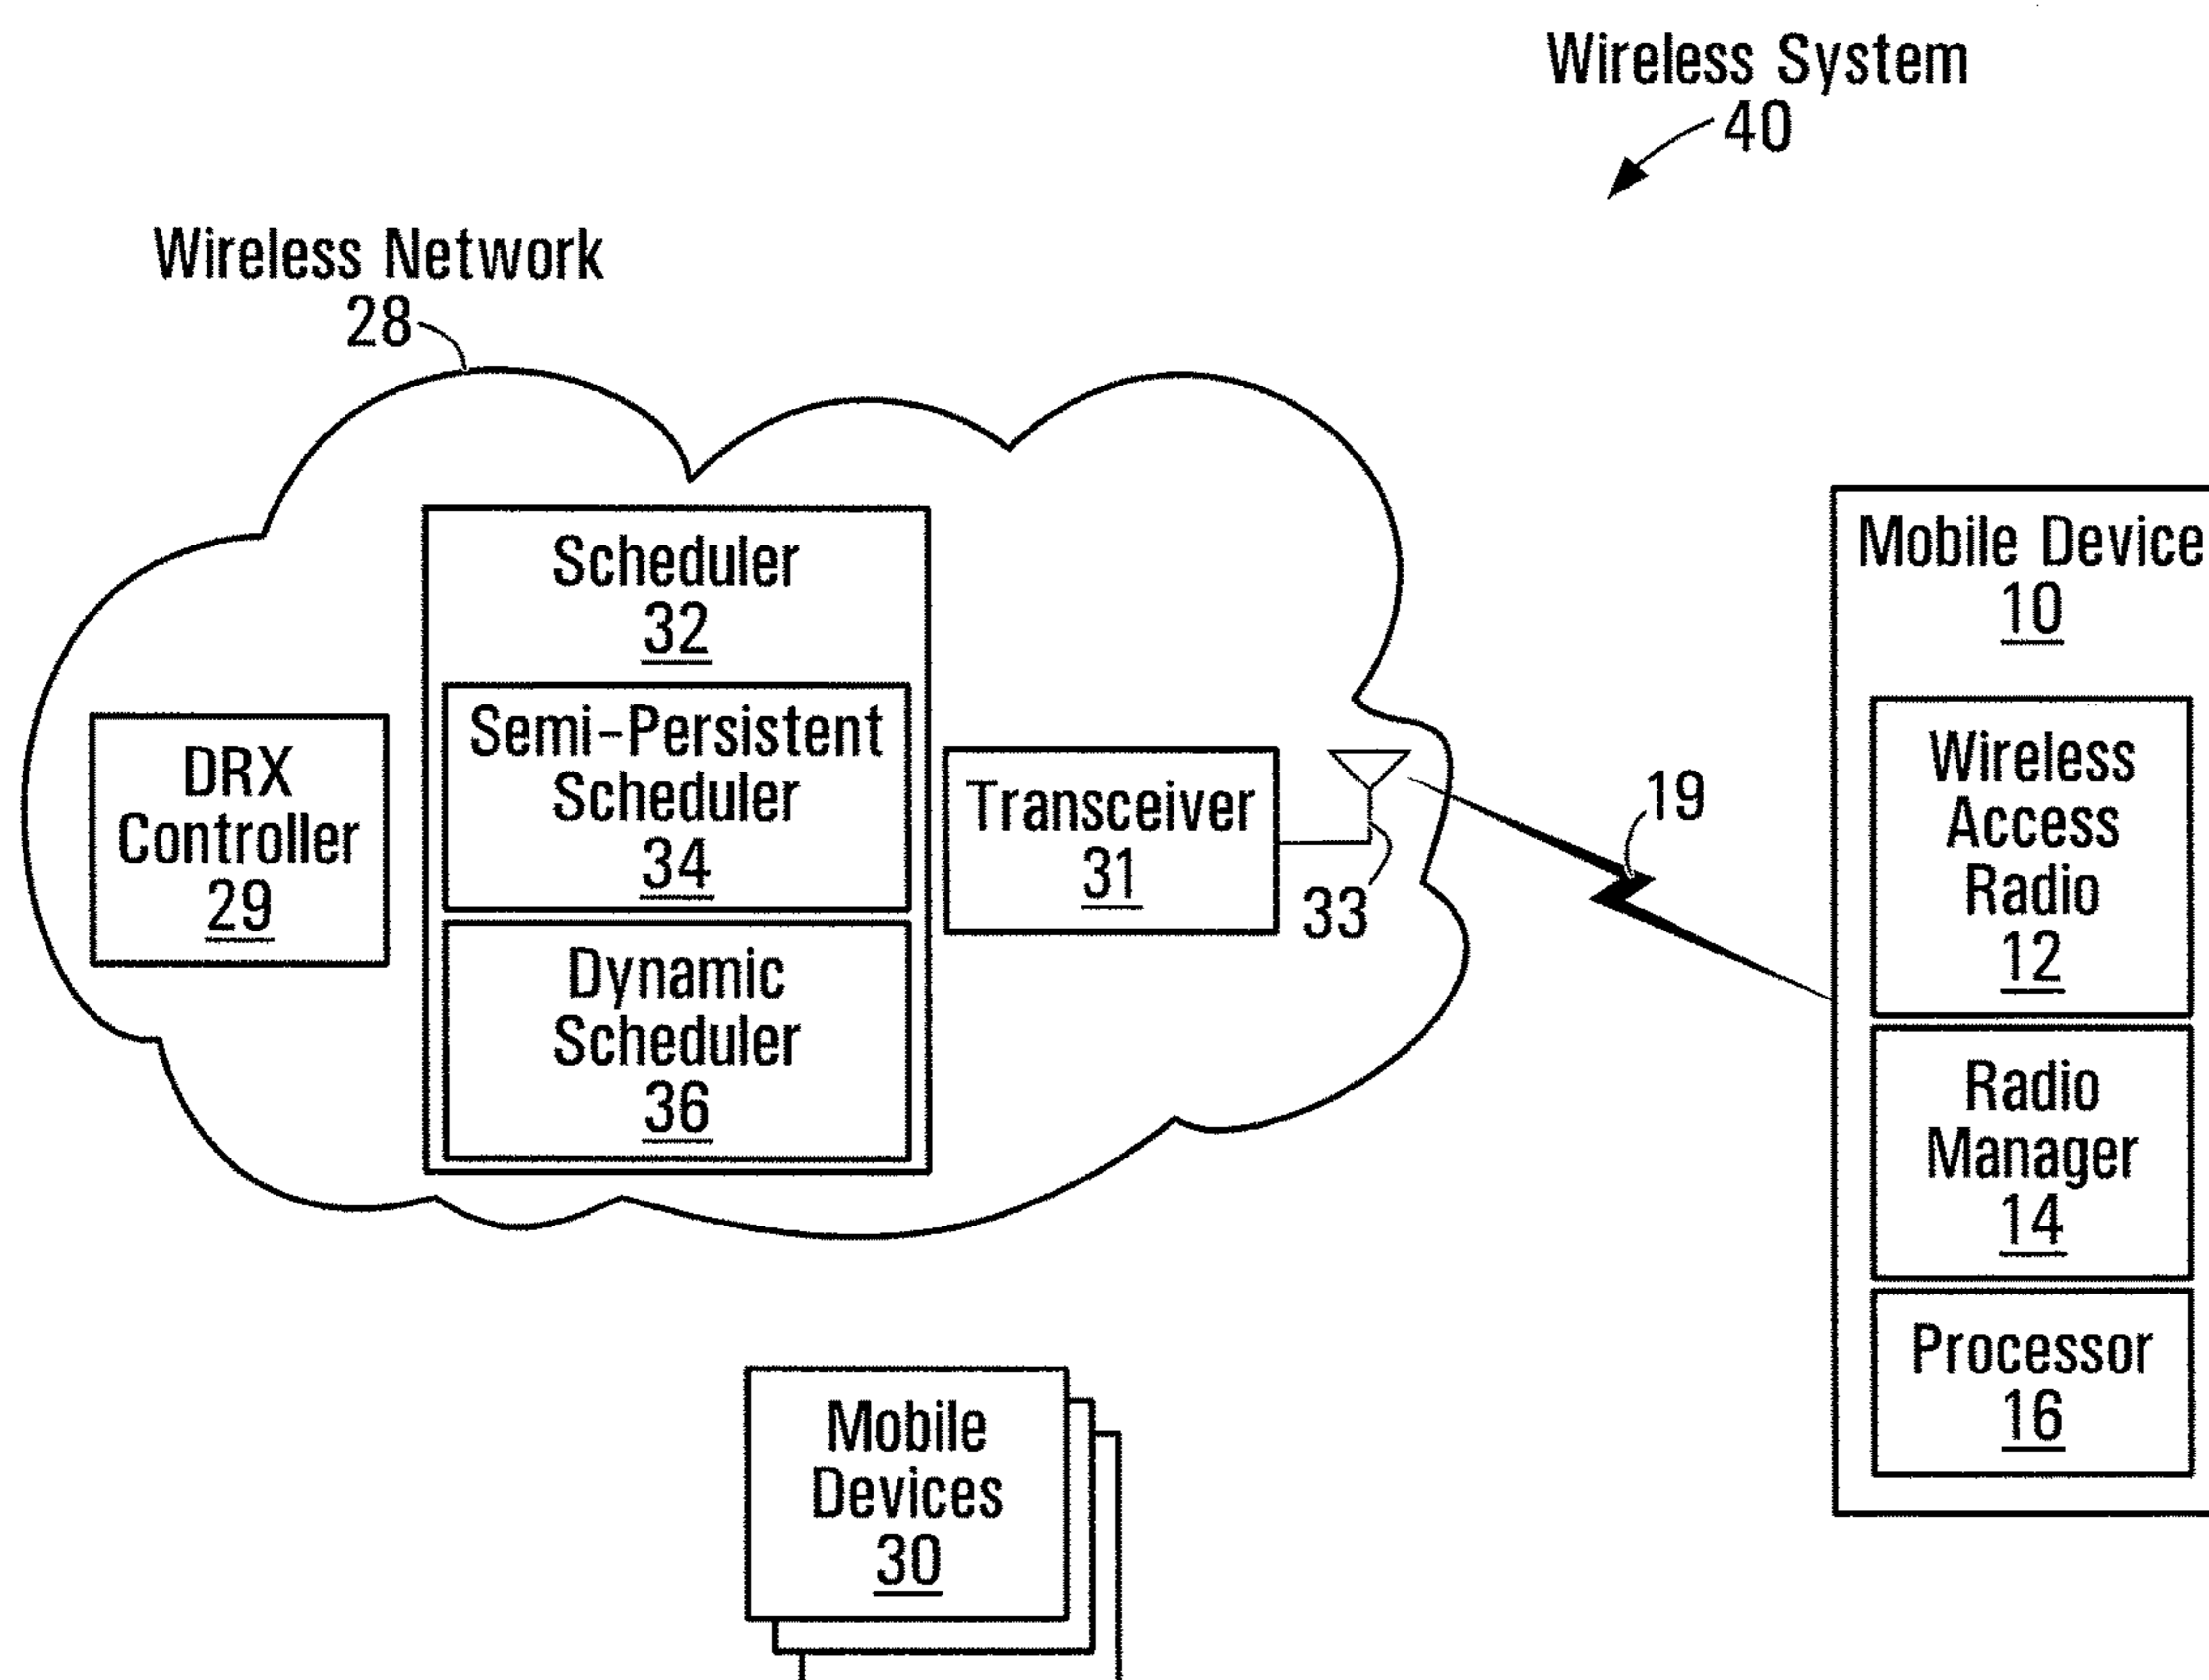 Wireless System
40
Wireless Network
28
Scheduler
32
Semi-Persistent
Scheduler
34
Dynamic
Scheduler
36
DRX
Controller
29
Transceiver
31
33
19
Mobile Device
10
Wireless
Access
Radio
12
Radio
Manager
14
Processor
16
Mobile
Devices
30